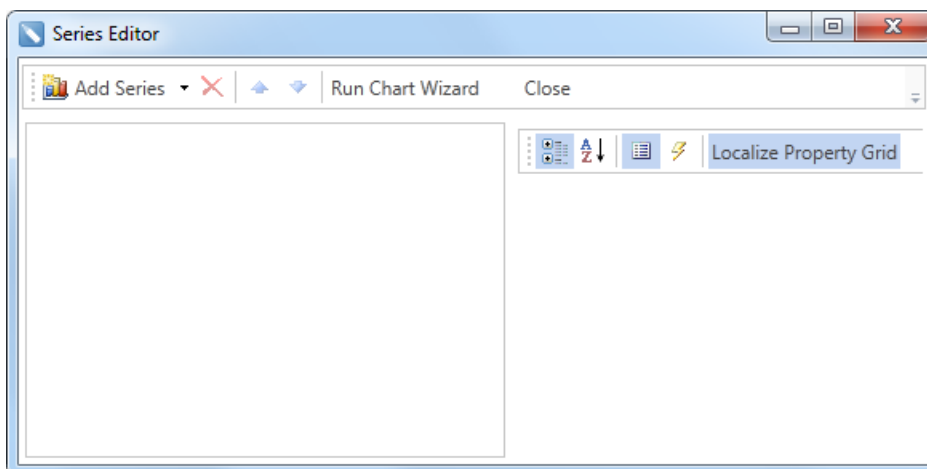 Series Editor
Add Series Run Chart Wizard Close
A
Z
Localize Property Grid